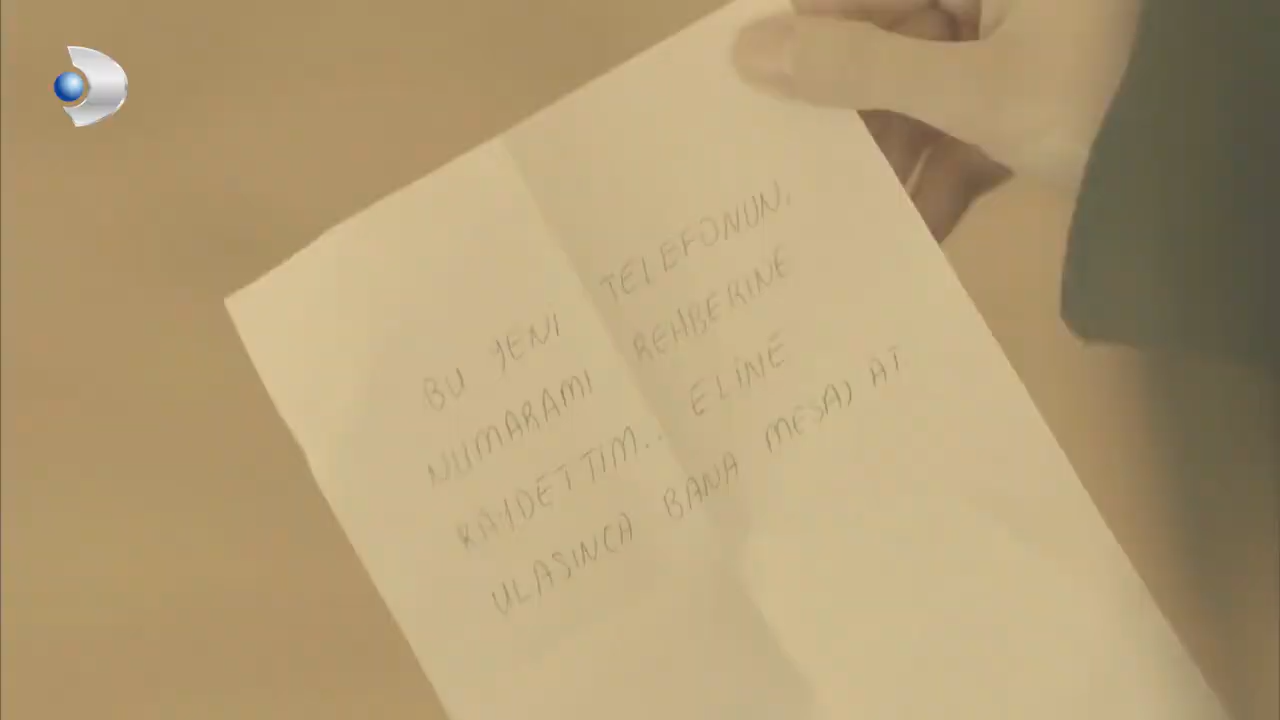 BU YENİ TELEFONUN,
NUMARAMI REHBERİNE
KAYDETTİM.. ELİNE
ULAŞINCA BANA MESAJ AT